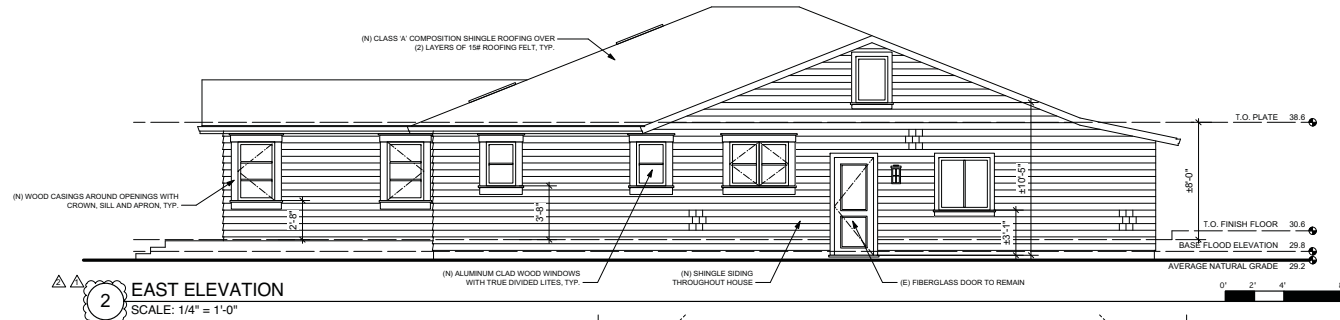 (N) CLASS 'A' COMPOSITION SHINGLE ROOFING OVER
(2) LAYERS OF 15# ROOFING FELT, TYP.
T.O. PLATE 38.6
(N) WOOD CASINGS AROUND OPENINGS WITH
CROWN, SILL AND APRON, TYP.
2'-8"
3'-8"
±10'-5"
±3'-1"
±8'-0"
T.O. FINISH FLOOR 30.6
BASE FLOOD ELEVATION 29.8
AVERAGE NATURAL GRADE 29.2
(N) ALUMINUM CLAD WOOD WINDOWS
WITH TRUE DIVIDED LITES, TYP.
(N) SHINGLE SIDING
THROUGHOUT HOUSE
(E) FIBERGLASS DOOR TO REMAIN
2 1
2 EAST ELEVATION
SCALE: 1/4" = 1'-0"
0' 2' 4'